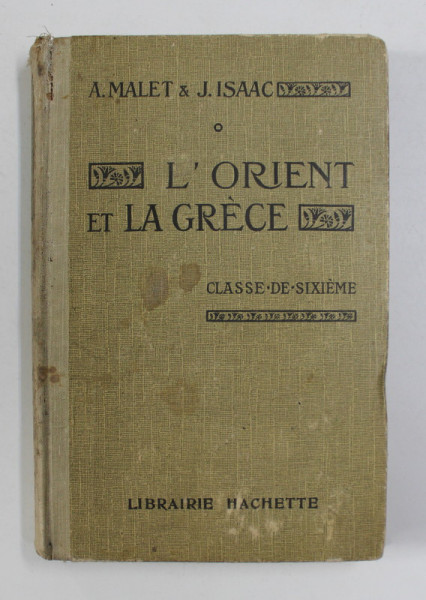 A. MALET & J. ISAAC
L'ORIENT
ET LA GRÈCE
CLASSE·DE·SIXIÈME
LIBRAIRIE HACHETTE